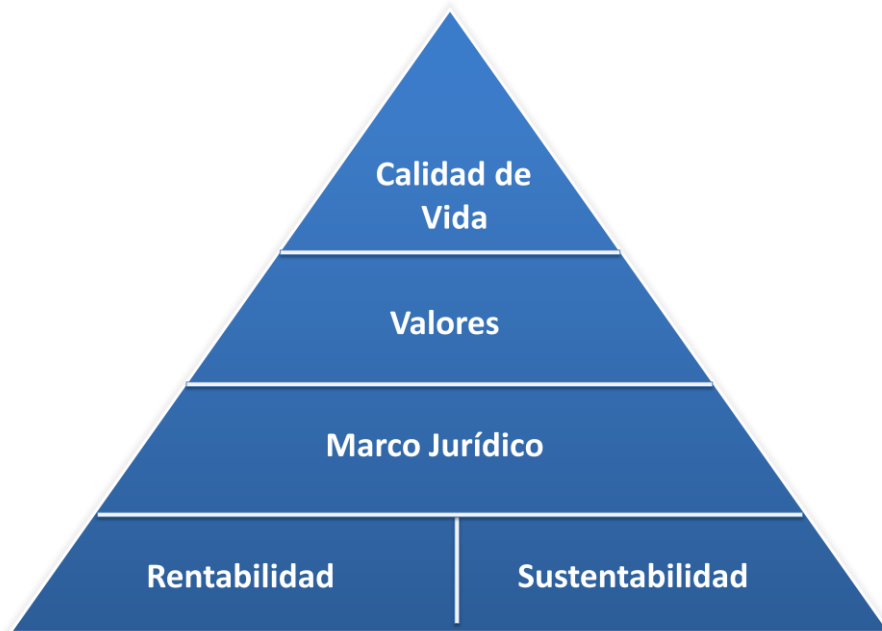 Calidad de
Vida
Valores
Marco Jurídico
Rentabilidad
Sustentabilidad